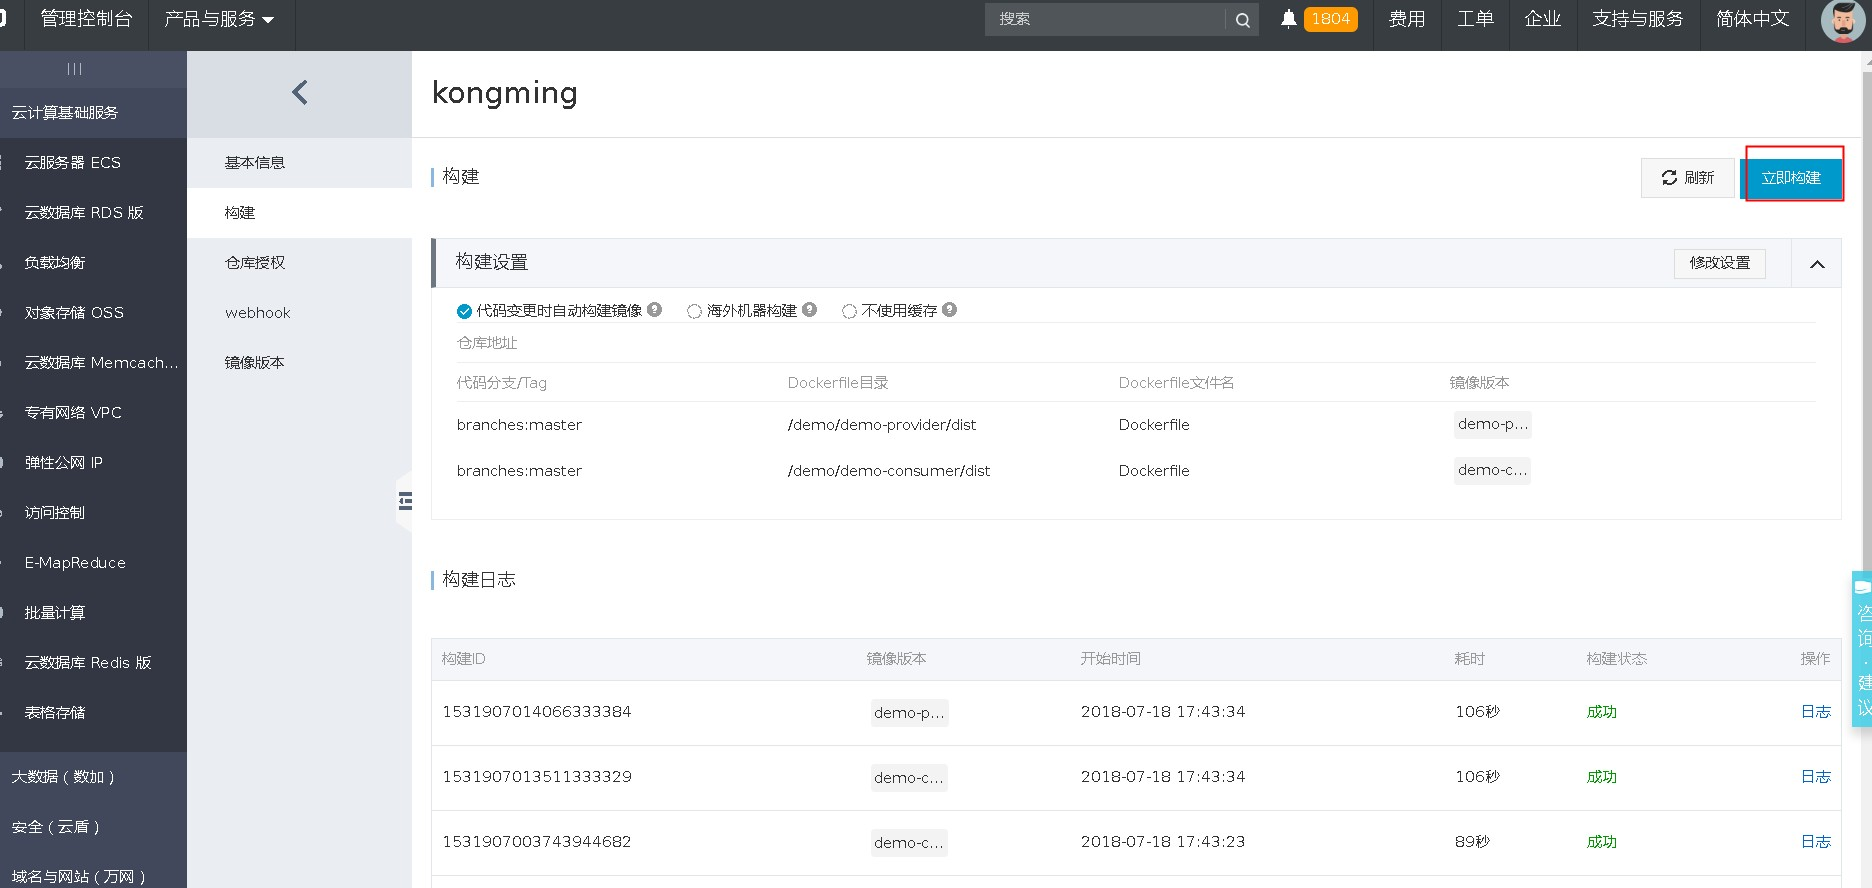 管理控制台 产品与服务 搜索 1804 费用 工单 企业 支持与服务 简体中文
云计算基础服务
云服务器 ECS
云数据库 RDS 版
负载均衡
对象存储 OSS
云数据库 Memcach...
专有网络 VPC
弹性公网 IP
访问控制
E-MapReduce
批量计算
云数据库 Redis 版
表格存储
大数据 ( 数加 )
安全 ( 云盾 )
域名与网站 ( 万网 )
基本信息
构建
仓库授权
webhook
镜像版本
kongming
构建 刷新 立即构建
构建设置 修改设置
代码变更时自动构建镜像 海外机器构建 不使用缓存
仓库地址
代码分支/Tag Dockerfile目录 Dockerfile文件名 镜像版本
branches:master /demo/demo-provider/dist Dockerfile demo-p...
branches:master /demo/demo-consumer/dist Dockerfile demo-c...
构建日志
构建ID 镜像版本 开始时间 耗时 构建状态 操作
1531907014066333384 demo-p... 2018-07-18 17:43:34 106秒 成功 日志
1531907013511333329 demo-c... 2018-07-18 17:43:34 106秒 成功 日志
1531907003743944682 demo-c... 2018-07-18 17:43:23 89秒 成功 日志
咨询·建议